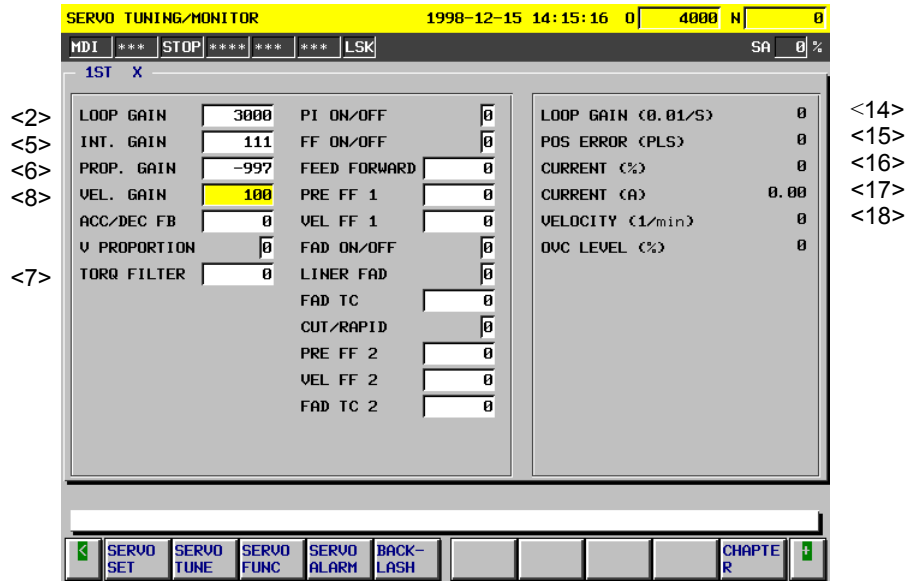 SERVO TUNING/MONITOR 1998-12-15 14:15:16 O 4000 N 0
MDI *** STOP **** *** *** LSK SA 0 %
1ST X
<2> LOOP GAIN 3000 PI ON/OFF 0 LOOP GAIN (0.01/S) 0 <14>
<5> INT. GAIN 111 FF ON/OFF 0 POS ERROR (PLS) 0 <15>
<6> PROP. GAIN -997 FEED FORWARD 0 CURRENT (%) 0 <16>
<8> VEL. GAIN 100 PRE FF 1 0 CURRENT (A) 0.00 <17>
ACC/DEC FB 0 VEL FF 1 0 VELOCITY (1/min) 0 <18>
V PROPORTION 0 FAD ON/OFF 0 OVC LEVEL (%) 0
<7> TORQ FILTER 0 LINER FAD 0
FAD TC 0
CUT/RAPID 0
PRE FF 2 0
VEL FF 2 0
FAD TC 2 0
< SERVO SERVO SERVO SERVO BACK- CHAPTE +
SET TUNE FUNC ALARM LASH R